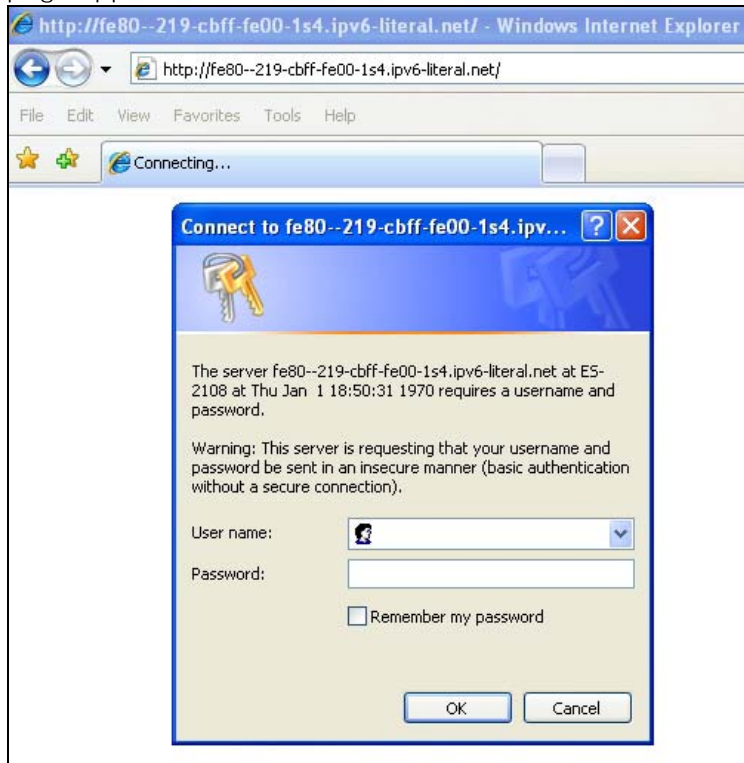 http://fe80--219-cbff-fe00-1s4.ipv6-literal.net/ - Windows Internet Explorer
http://fe80--219-cbff-fe00-1s4.ipv6-literal.net/
File Edit View Favorites Tools Help
Connecting...
Connect to fe80--219-cbff-fe00-1s4.ipv...
The server fe80--219-cbff-fe00-1s4.ipv6-literal.net at ES-
2108 at Thu Jan 1 18:50:31 1970 requires a username and
password.
Warning: This server is requesting that your username and
password be sent in an insecure manner (basic authentication
without a secure connection).
User name:
Password:
Remember my password
OK Cancel